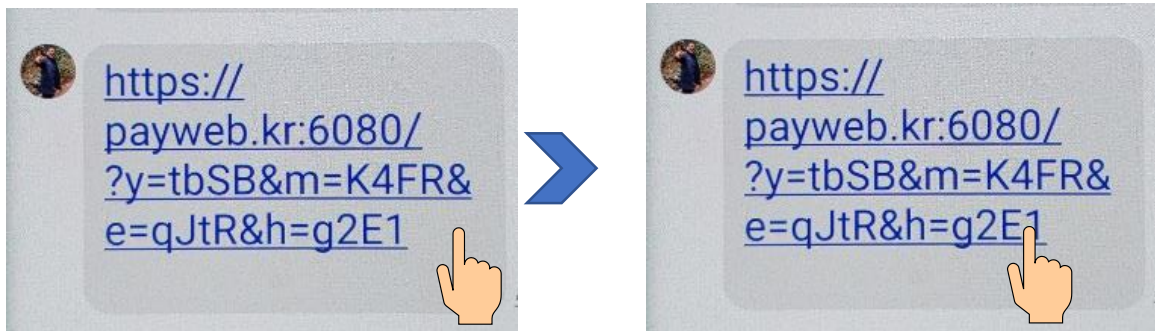 https://
payweb.kr:6080/
?y=tbSB&m=K4FR&
e=qJtR&h=g2E1
https://
payweb.kr:6080/
?y=tbSB&m=K4FR&
e=qJtR&h=g2E1